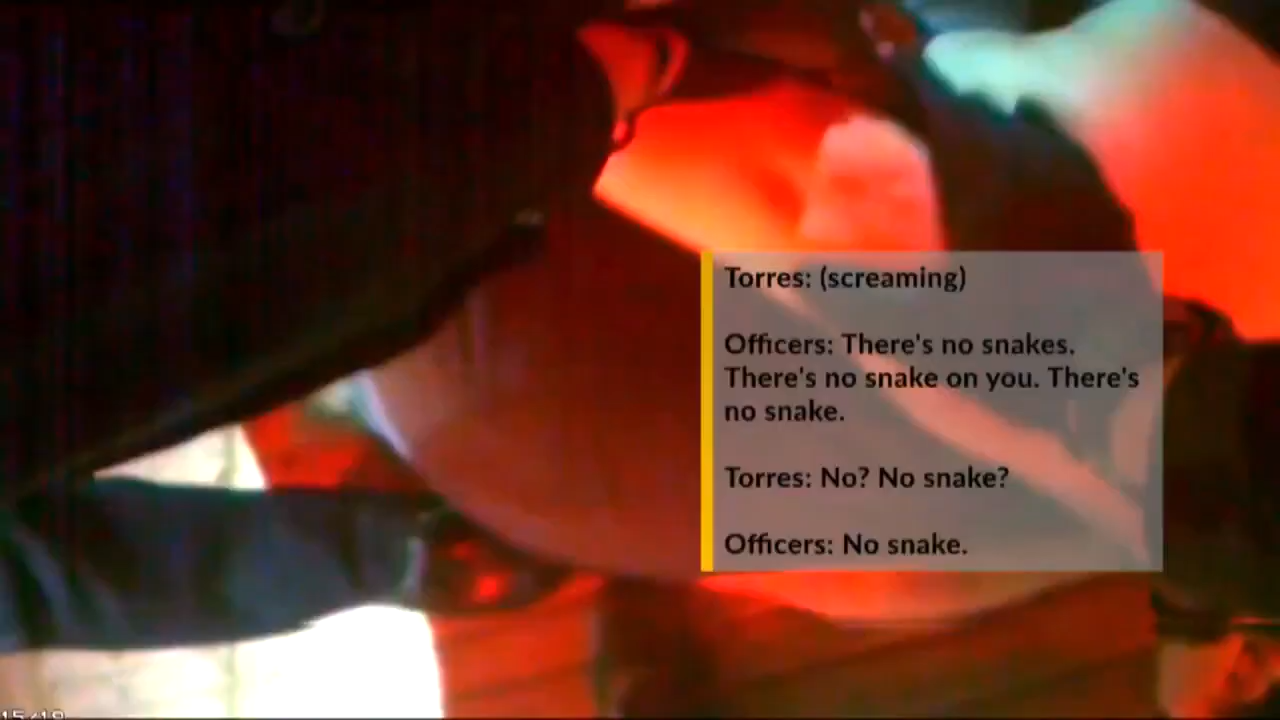 Torres: (screaming)
Officers: There's no snakes.
There's no snake on you. There's
no snake.
Torres: No? No snake?
Officers: No snake.